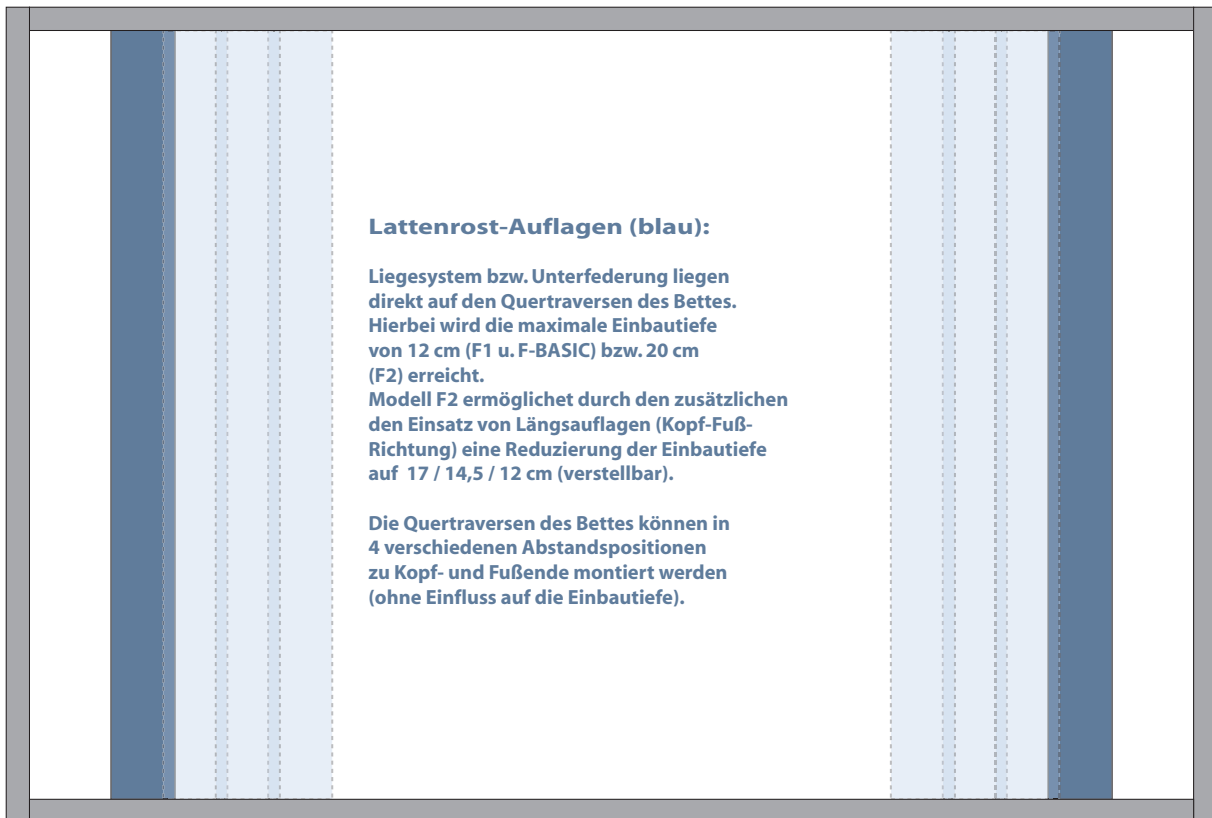 Lattenrost-Auflagen (blau):
Liegesystem bzw. Unterfederung liegen
direkt auf den Quertraversen des Bettes.
Hierbei wird die maximale Einbautiefe
von 12 cm (F1 u. F-BASIC) bzw. 20 cm
(F2) erreicht.
Modell F2 ermöglichet durch den zusätzlichen
den Einsatz von Längsauflagen (Kopf-Fuß-
Richtung) eine Reduzierung der Einbautiefe
auf 17 / 14,5 / 12 cm (verstellbar).
Die Quertraversen des Bettes können in
4 verschiedenen Abstandspositionen
zu Kopf- und Fußende montiert werden
(ohne Einfluss auf die Einbautiefe).